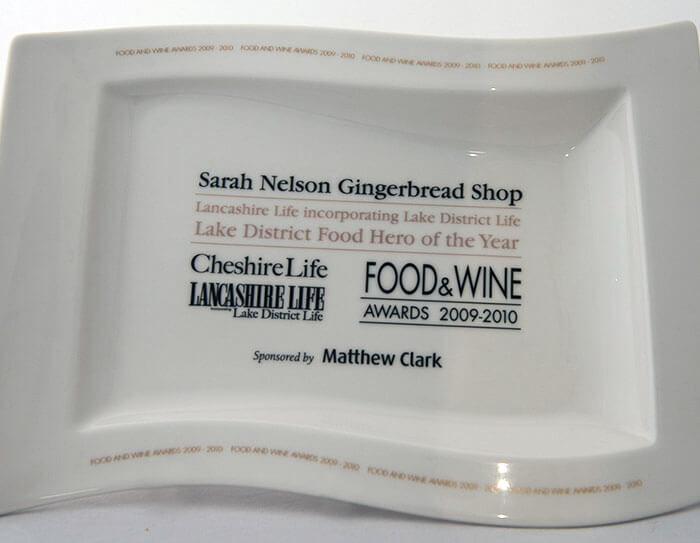 FOOD AND WINE AWARDS 2009 - 2010 FOOD AND WINE AWARDS 2009 - 2010 FOOD AND WINE AWARDS 2009 - 2010 - FOOD AND WINE AWARDS 2009 - 2010
Sarah Nelson Gingerbread Shop
Lancashire Life incorporating Lake District Life
Lake District Food Hero of the Year
Cheshire Life
LANCASHIRE LIFE
Lake District Life
FOOD & WINE
AWARDS 2009-2010
Sponsored by Matthew Clark
FOOD AND WINE AWARDS 2009 - 2010 FOOD AND WINE AWARDS 2009 - 2010 FOOD AND WINE AWARDS 2009 - 2010 FOOD AND WINE AWARDS 2009 - 2010